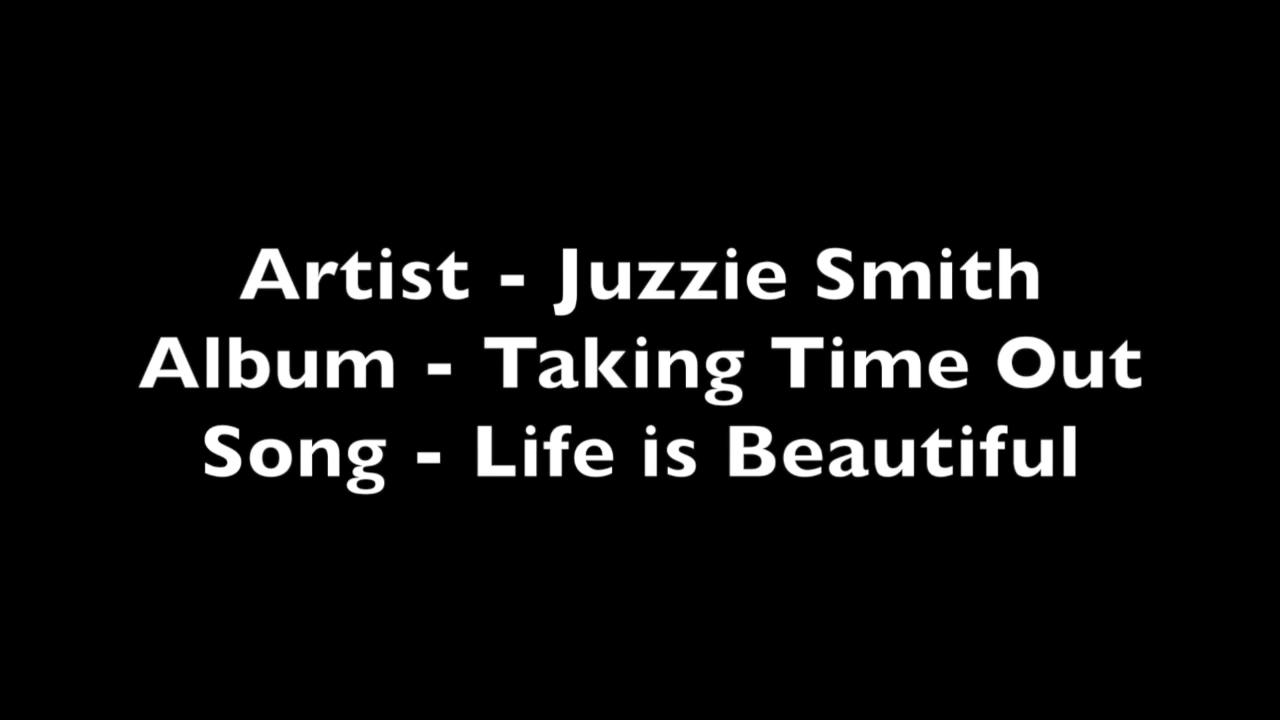 Artist - Juzzie Smith
Album - Taking Time Out
Song - Life is Beautiful